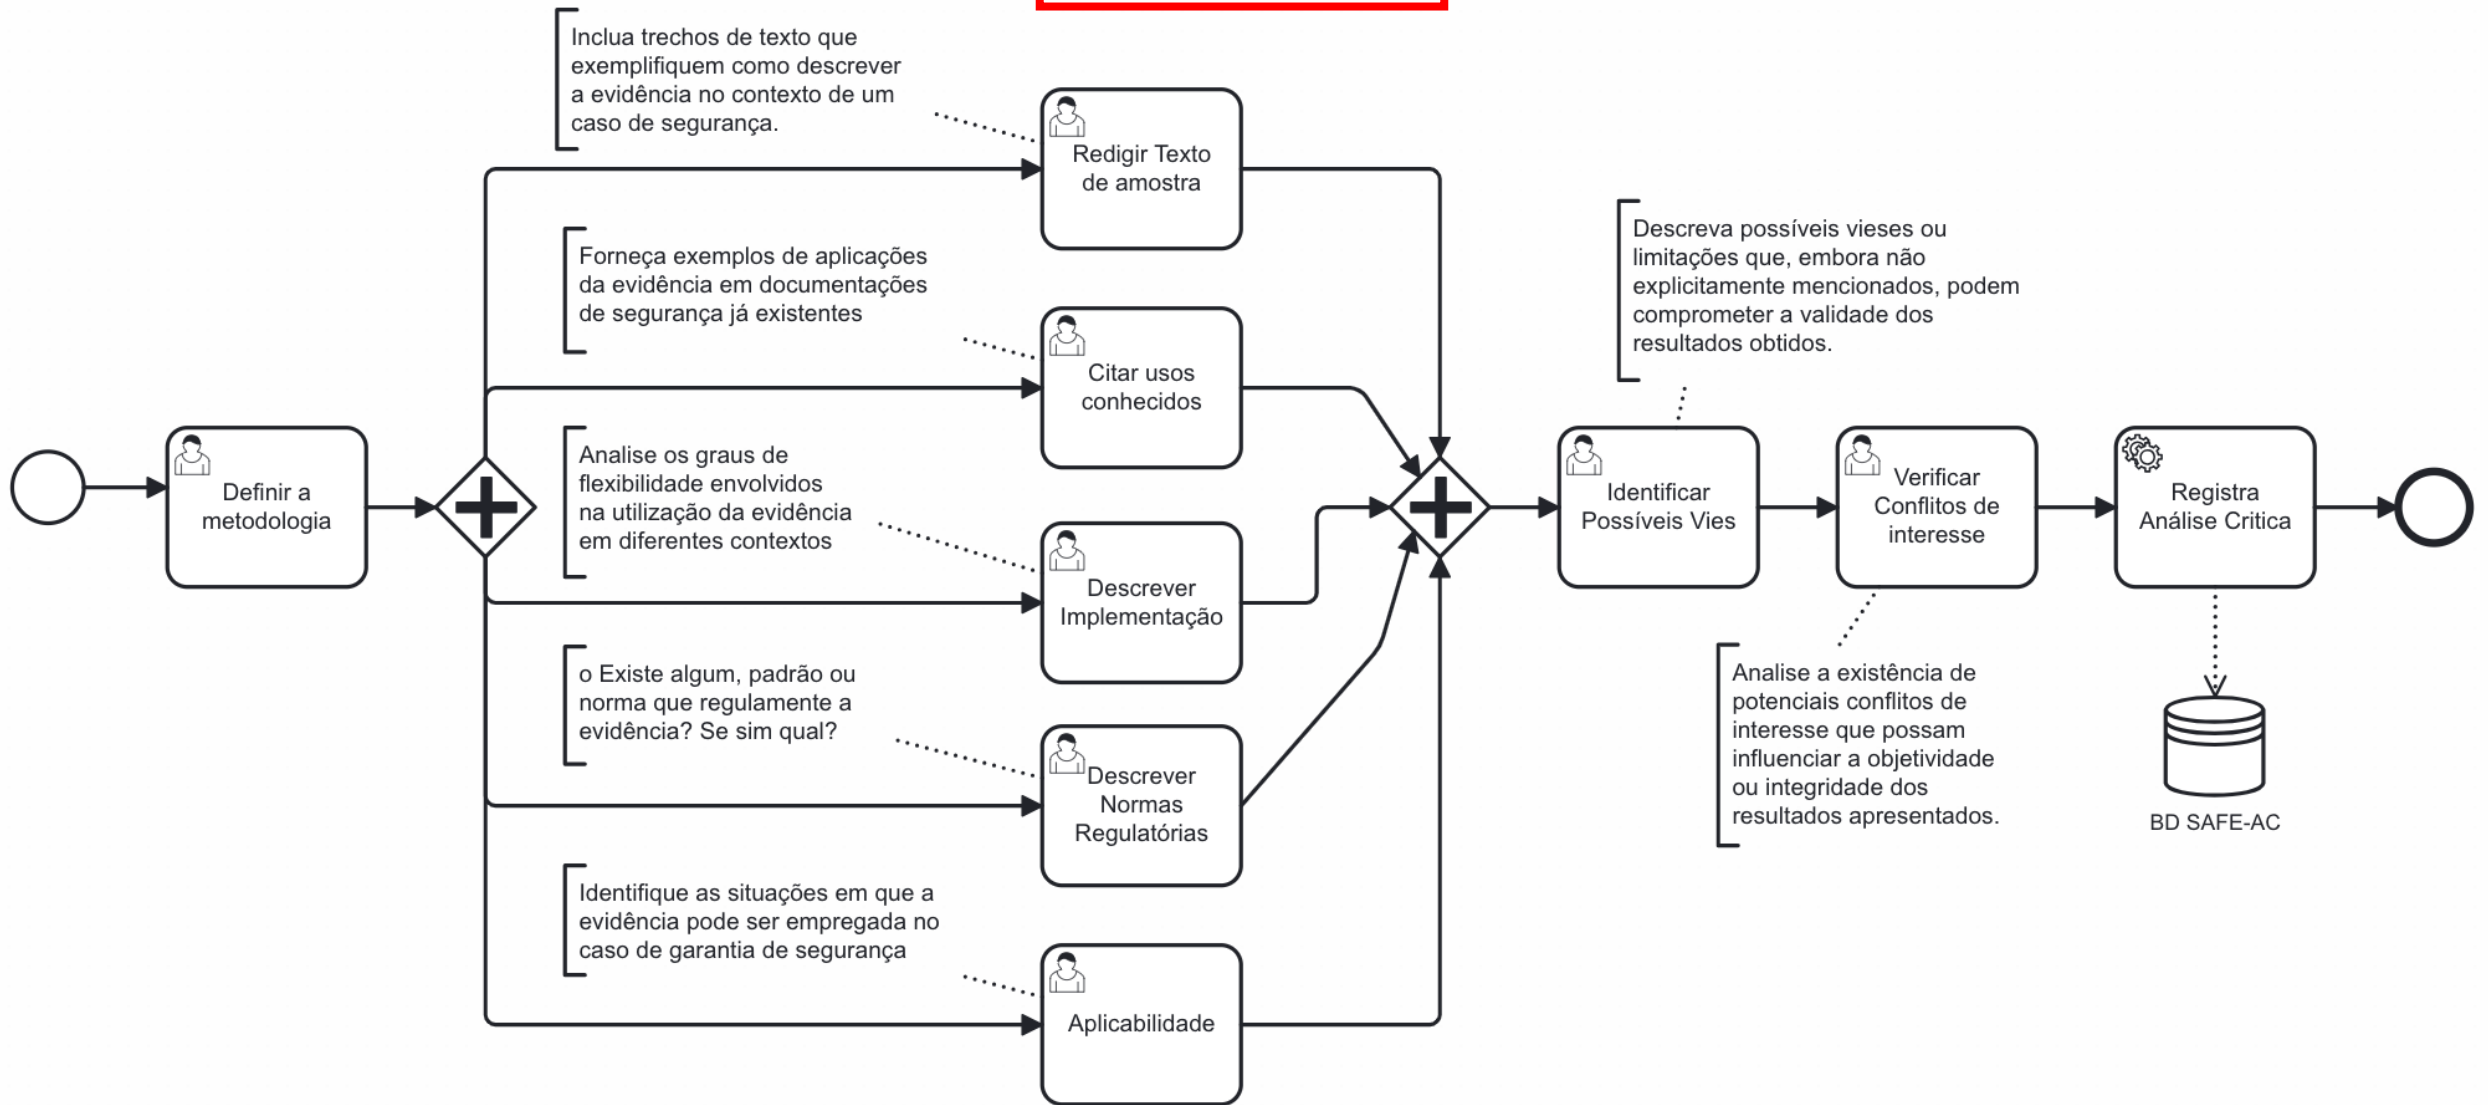 Inclua trechos de texto que
exemplifiquem como descrever
a evidência no contexto de um
caso de segurança.
Redigir Texto
de amostra
Forneça exemplos de aplicações
da evidência em documentações
de segurança já existentes
Citar usos
conhecidos
Definir a
metodologia
Analise os graus de
flexibilidade envolvidos
na utilização da evidência
em diferentes contextos
Descrever
Implementação
o Existe algum, padrão ou
norma que regulamente a
evidência? Se sim qual?
Descrever
Normas
Regulatórias
Identifique as situações em que a
evidência pode ser empregada no
caso de garantia de segurança
Aplicabilidade
Descreva possíveis vieses ou
limitações que, embora não
explicitamente mencionados, podem
comprometer a validade dos
resultados obtidos.
Identificar
Possíveis Vies
Verificar
Conflitos de
interesse
Analise a existência de
potenciais conflitos de
interesse que possam
influenciar a objetividade
ou integridade dos
resultados apresentados.
Registra
Análise Critica
BD SAFE-AC